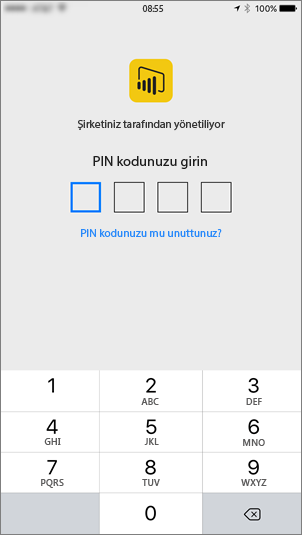 08:55
100%
Şirketiniz tarafından yönetiliyor
PIN kodunuzu girin
PIN kodunuzu mu unuttunuz?
1
2
3
ABC
DEF
4
5
6
GHI
JKL
MNO
7
8
9
PQRS
TUV
WXYZ
0